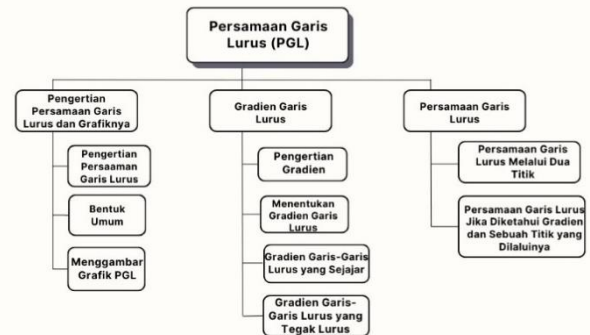 Persamaan Garis
Lurus (PGL)
Pengertian
Persamaan Garis
Lurus dan Grafiknya
Pengertian
Persaaman
Garis Lurus
Bentuk
Umum
Menggambar
Grafik PGL
Gradien Garis
Lurus
Pengertian
Gradien
Menentukan
Gradien Garis
Lurus
Gradien Garis-Garis
Lurus yang Sejajar
Gradien Garis-
Garis Lurus yang
Tegak Lurus
Persamaan Garis
Lurus
Persamaan Garis
Lurus Melalui Dua
Titik
Persamaan Garis Lurus
Jika Diketahui Gradien
dan Sebuah Titik yang
Dilaluinya